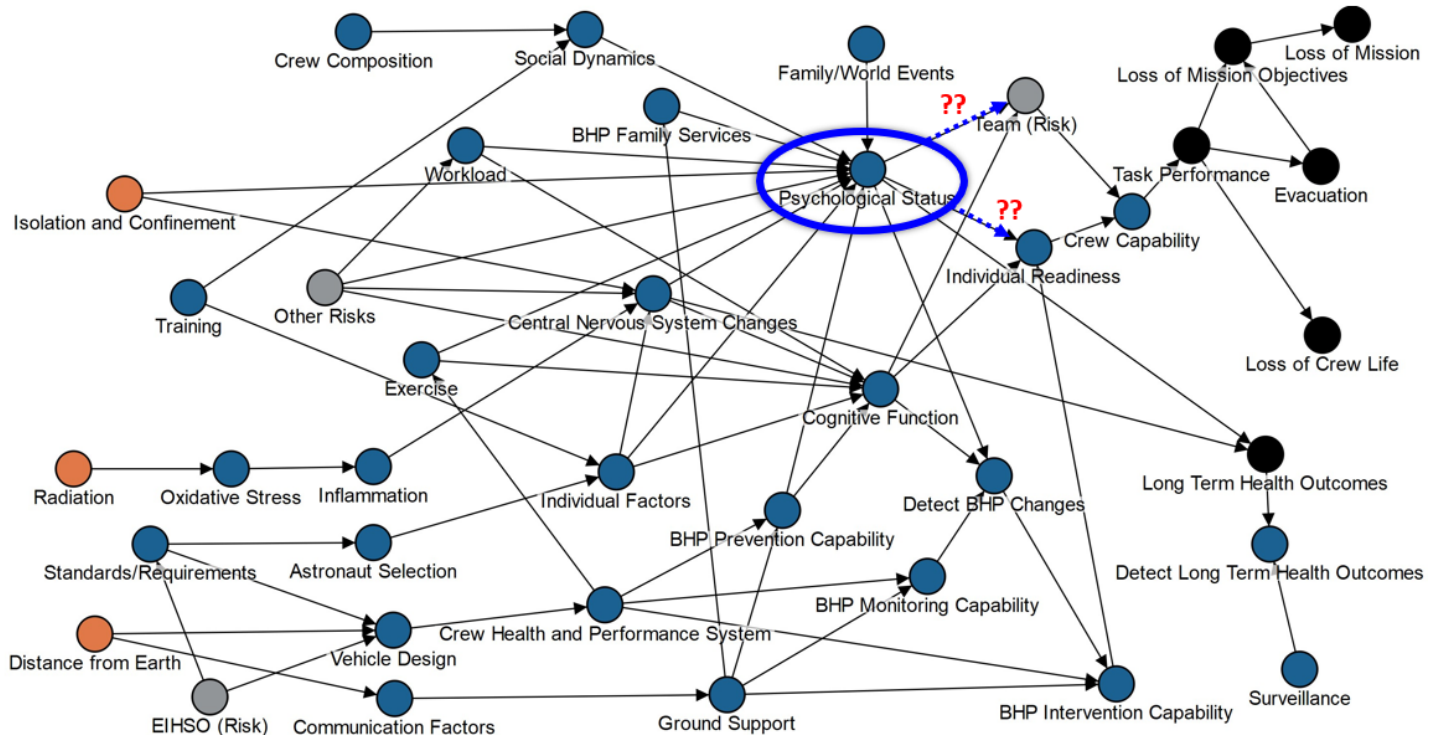 Crew Composition
Social Dynamics
Family/World Events
Loss of Mission
Loss of Mission Objectives
??
Team (Risk)
BHP Family Services
Workload
Task Performance
Evacuation
Isolation and Confinement
Psychological Status
??
Crew Capability
Individual Readiness
Training
Other Risks
Central Nervous System Changes
Loss of Crew Life
Exercise
Cognitive Function
Radiation
Oxidative Stress
Inflammation
Individual Factors
Detect BHP Changes
Long Term Health Outcomes
BHP Prevention Capability
Standards/Requirements
Astronaut Selection
Detect Long Term Health Outcomes
BHP Monitoring Capability
Crew Health and Performance System
Distance from Earth
Vehicle Design
EIHSO (Risk)
Communication Factors
Ground Support
BHP Intervention Capability
Surveillance